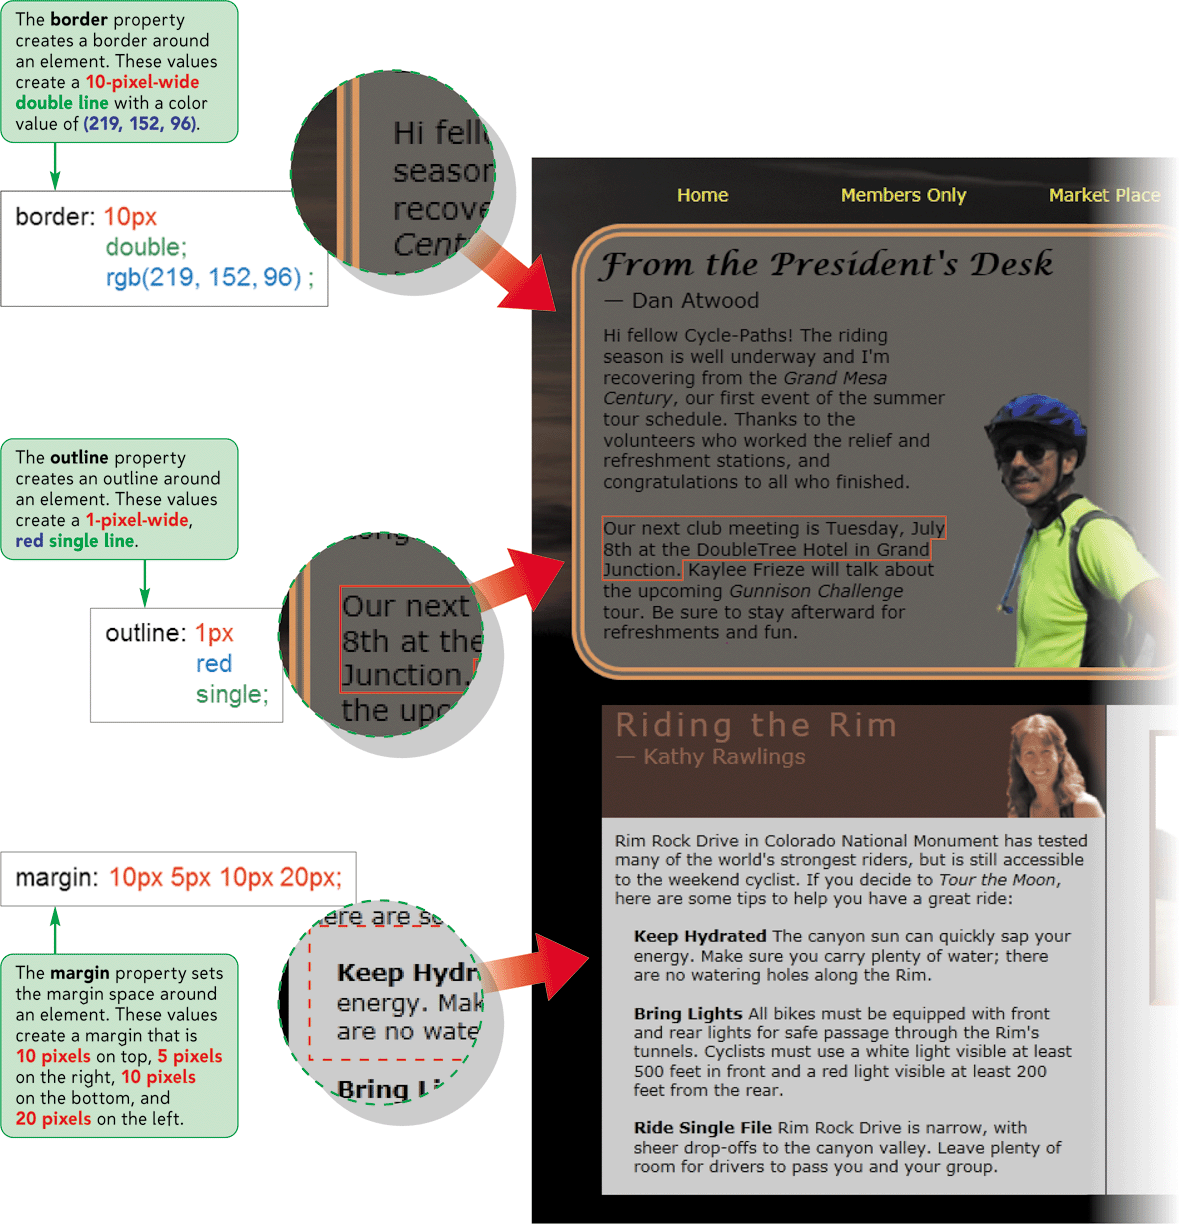 The border property
creates a border around
an element. These values
create a 10-pixel-wide
double line with a color
value of (219, 152, 96).
border: 10px
double;
rgb(219, 152, 96) ;
Hi fell
season
recove
Cent
The outline property
creates an outline around
an element. These values
create a 1-pixel-wide,
red single line.
outline: 1px
red
single;
Our next
8th at the
Junction.
the upc
margin: 10px 5px 10px 20px;
The margin property sets
the margin space around
an element. These values
create a margin that is
10 pixels on top, 5 pixels
on the right, 10 pixels
on the bottom, and
20 pixels on the left.
ere are so
Keep Hydr
energy. Mak
are no wate
Bring Li
Home Members Only Market Place
From the President's Desk
— Dan Atwood
Hi fellow Cycle-Paths! The riding
season is well underway and I'm
recovering from the Grand Mesa
Century, our first event of the summer
tour schedule. Thanks to the
volunteers who worked the relief and
refreshment stations, and
congratulations to all who finished.
Our next club meeting is Tuesday, July
8th at the DoubleTree Hotel in Grand
Junction. Kaylee Frieze will talk about
the upcoming Gunnison Challenge
tour. Be sure to stay afterward for
refreshments and fun.
Riding the Rim
— Kathy Rawlings
Rim Rock Drive in Colorado National Monument has tested
many of the world's strongest riders, but is still accessible
to the weekend cyclist. If you decide to Tour the Moon,
here are some tips to help you have a great ride:
Keep Hydrated The canyon sun can quickly sap your
energy. Make sure you carry plenty of water; there
are no watering holes along the Rim.
Bring Lights All bikes must be equipped with front
and rear lights for safe passage through the Rim's
tunnels. Cyclists must use a white light visible at least
500 feet in front and a red light visible at least 200
feet from the rear.
Ride Single File Rim Rock Drive is narrow, with
sheer drop-offs to the canyon valley. Leave plenty of
room for drivers to pass you and your group.